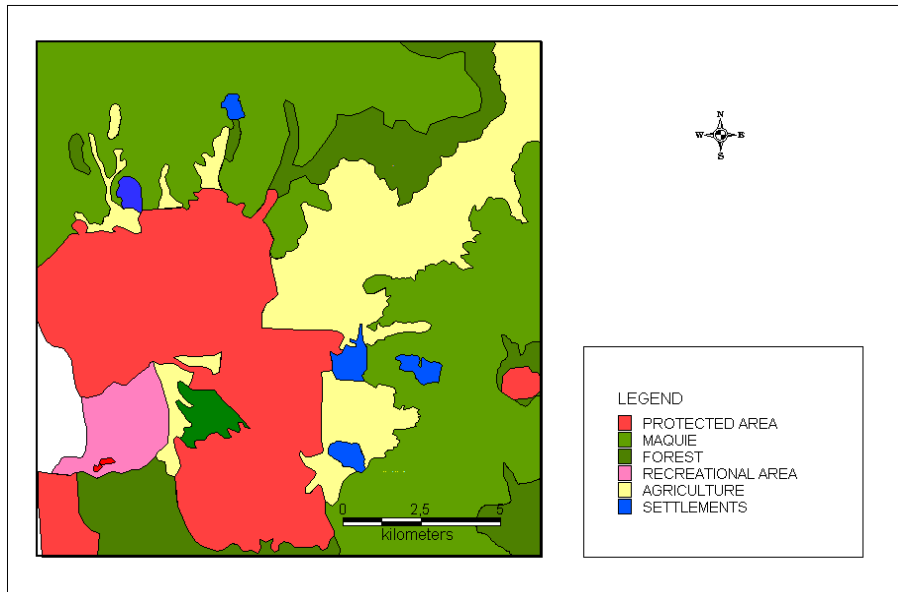 N
W E
S
LEGEND
PROTECTED AREA
MAQUIE
FOREST
RECREATIONAL AREA
AGRICULTURE
SETTLEMENTS
0 2,5 5
kilometers